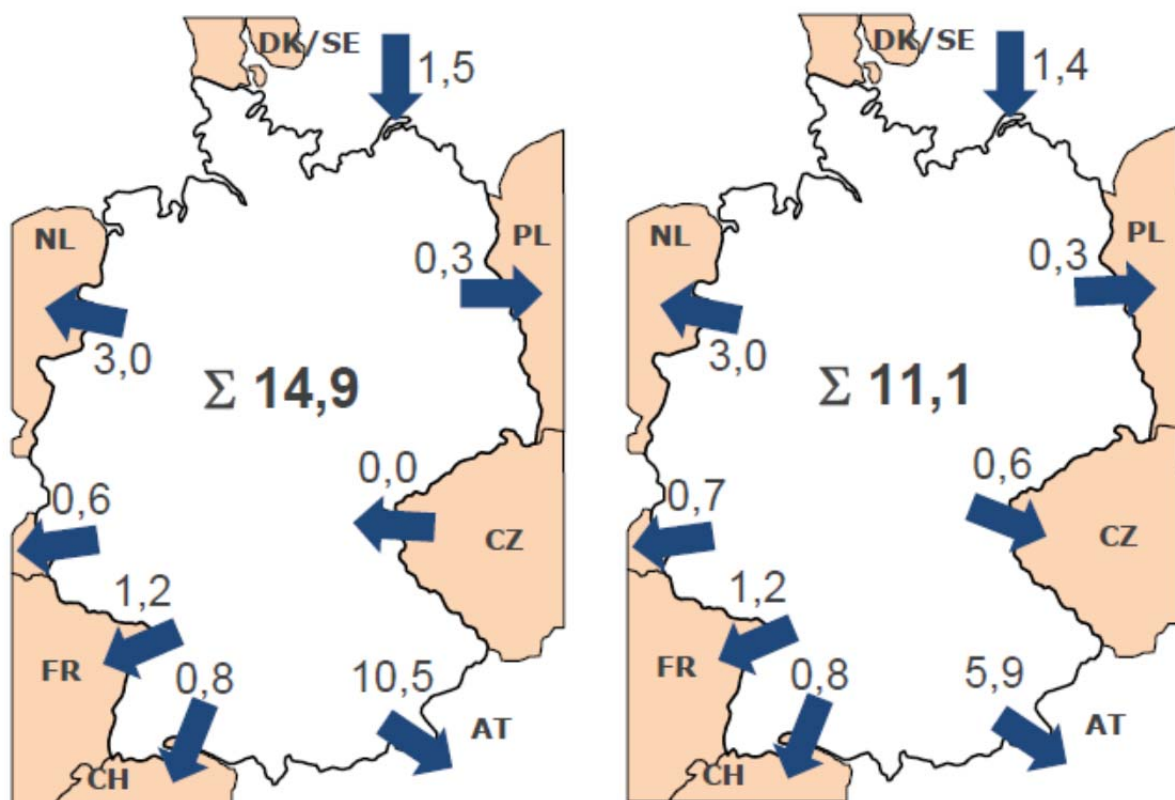 DK/SE
1,5
NL
PL
0,3
3,0
Σ 14,9
0,0
0,6
CZ
1,2
FR
0,8
10,5
AT
CH
DK/SE
1,4
NL
PL
0,3
3,0
Σ 11,1
0,6
0,7
CZ
1,2
FR
0,8
5,9
AT
CH